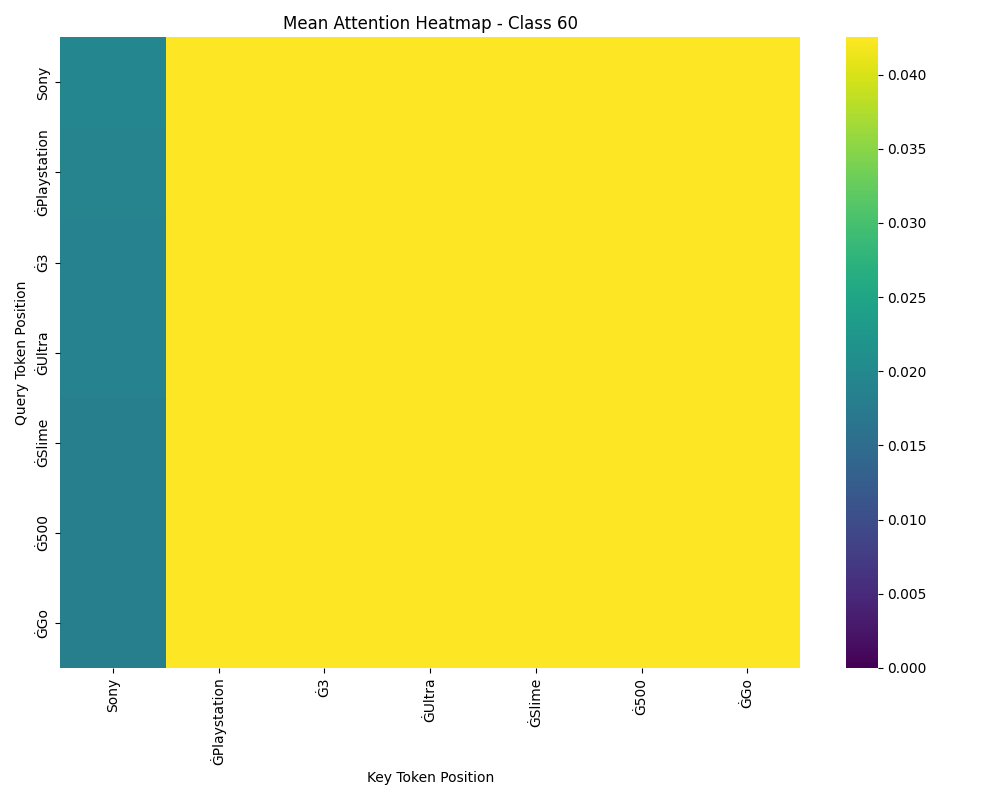 Mean Attention Heatmap - Class 60
Query Token Position
Sony
ĠPlaystation
Ġ3
ĠUltra
ĠSlime
Ġ500
ĠGo
Sony
ĠPlaystation
Ġ3
ĠUltra
ĠSlime
Ġ500
ĠGo
Key Token Position
0.040
0.035
0.030
0.025
0.020
0.015
0.010
0.005
0.000